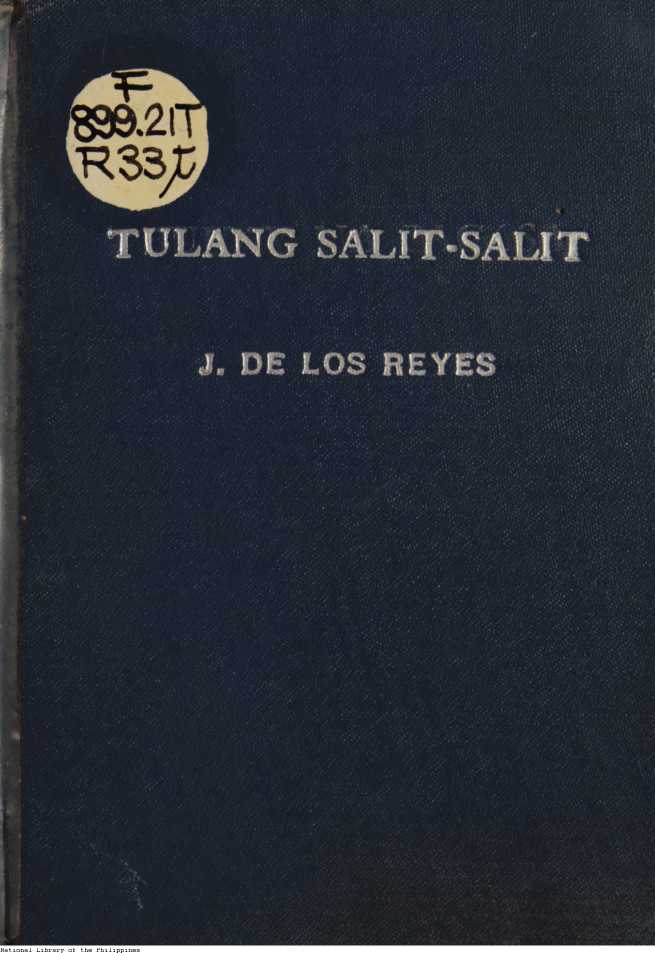 F
899.21T
R33t
TULANG SALIT-SALIT
J. DE LOS REYES
National Library of the Philippines